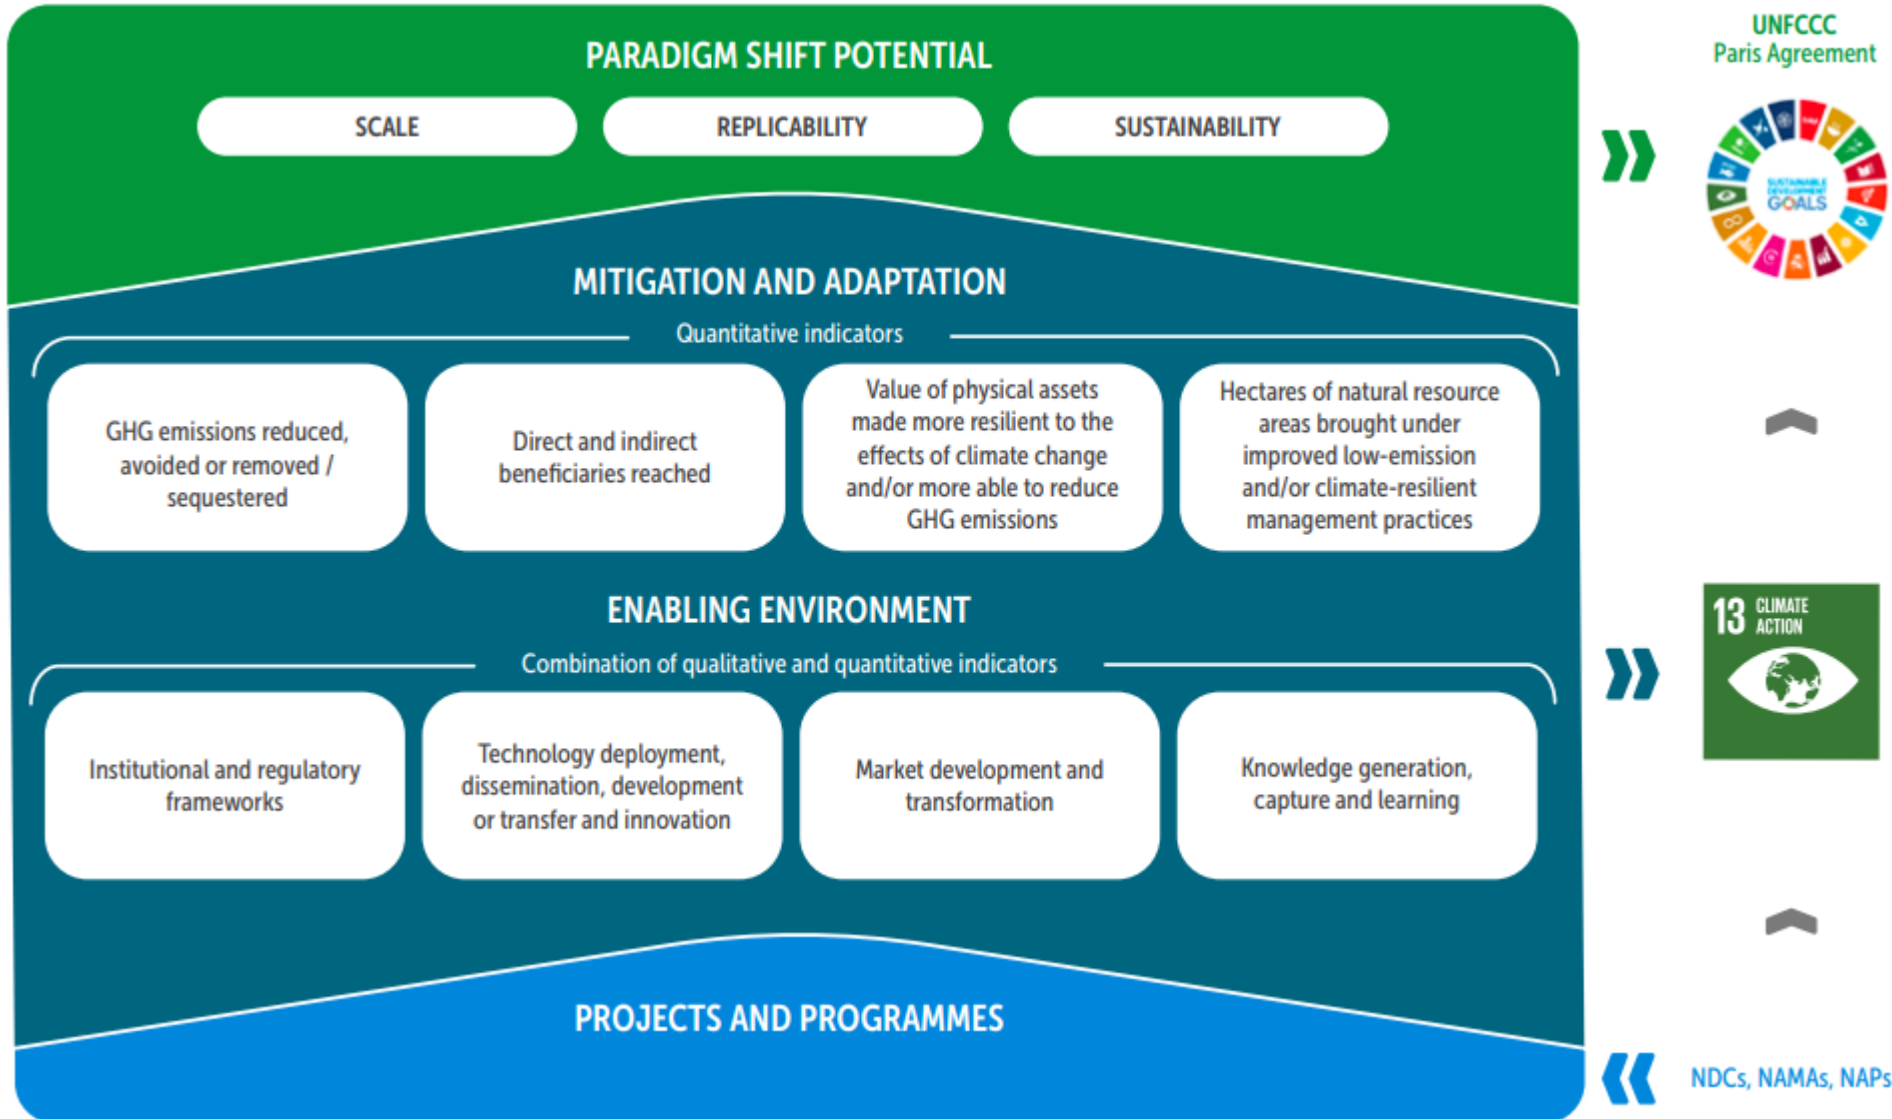 PARADIGM SHIFT POTENTIAL
SCALE
REPLICABILITY
SUSTAINABILITY
UNFCCC
Paris Agreement
SUSTAINABLE
DEVELOPMENT
GOALS
MITIGATION AND ADAPTATION
Quantitative indicators
GHG emissions reduced,
avoided or removed /
sequestered
Direct and indirect
beneficiaries reached
Value of physical assets
made more resilient to the
effects of climate change
and/or more able to reduce
GHG emissions
Hectares of natural resource
areas brought under
improved low-emission
and/or climate-resilient
management practices
ENABLING ENVIRONMENT
Combination of qualitative and quantitative indicators
Institutional and regulatory
frameworks
Technology deployment,
dissemination, development
or transfer and innovation
Market development and
transformation
Knowledge generation,
capture and learning
13 CLIMATE
ACTION
PROJECTS AND PROGRAMMES
NDCs, NAMAs, NAPs